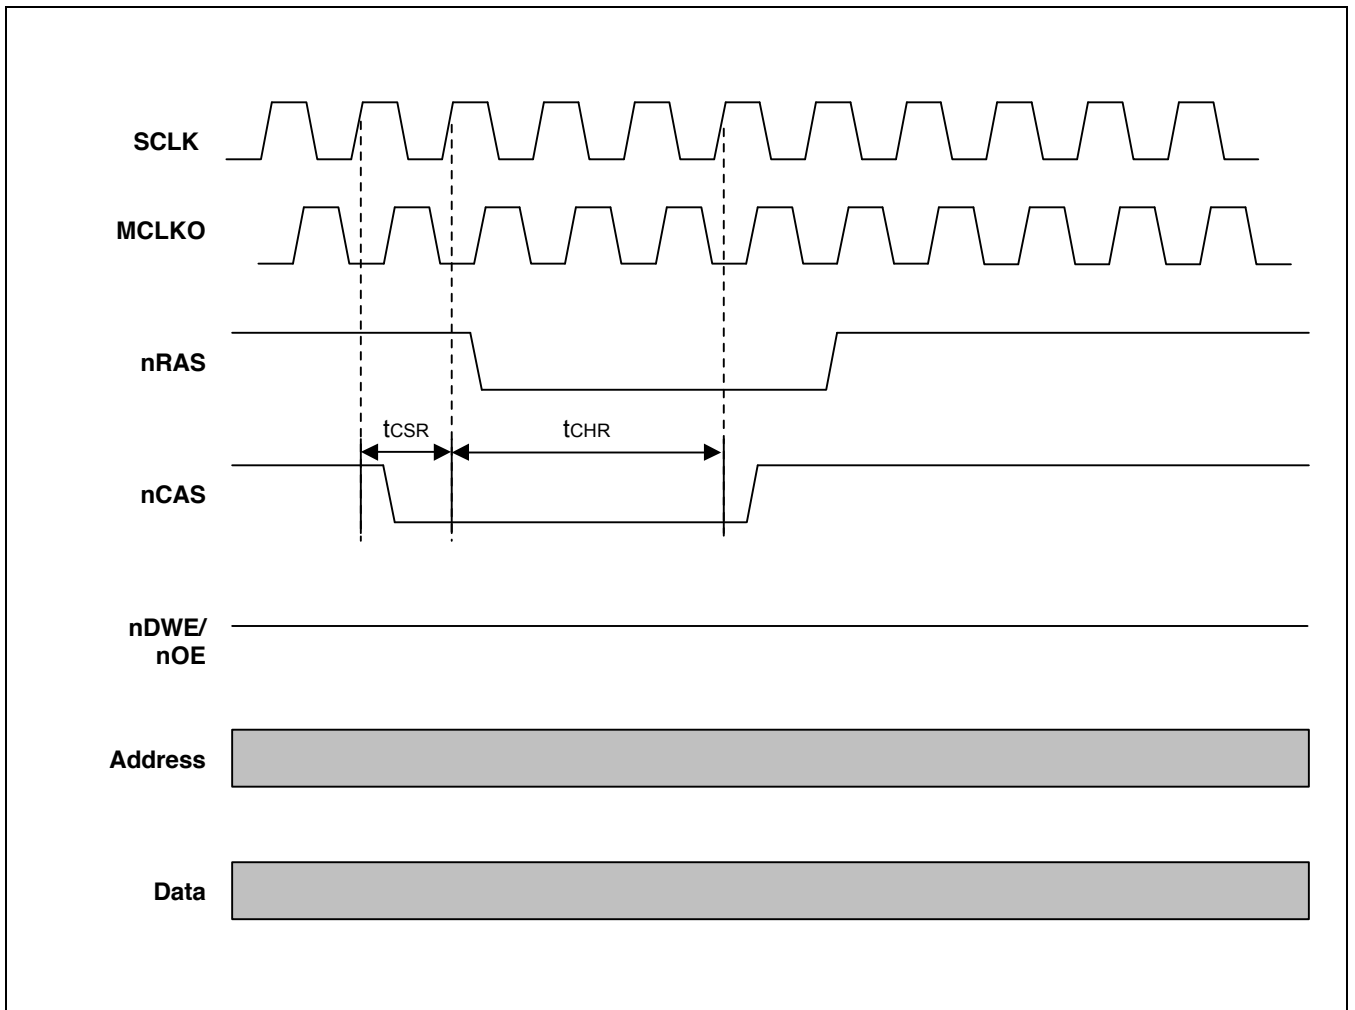 SCLK
MCLKO
nRAS
tCSR
tCHR
nCAS
nDWE/
nOE
Address
Data